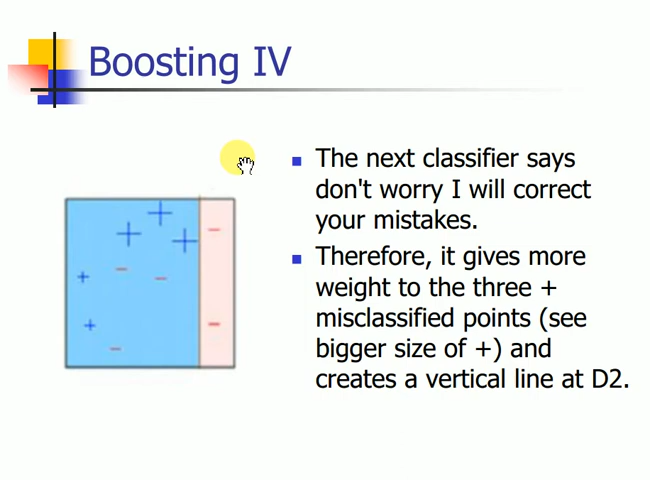 Boosting IV
The next classifier says
don't worry I will correct
your mistakes.
Therefore, it gives more
weight to the three +
misclassified points (see
bigger size of +) and
creates a vertical line at D2.